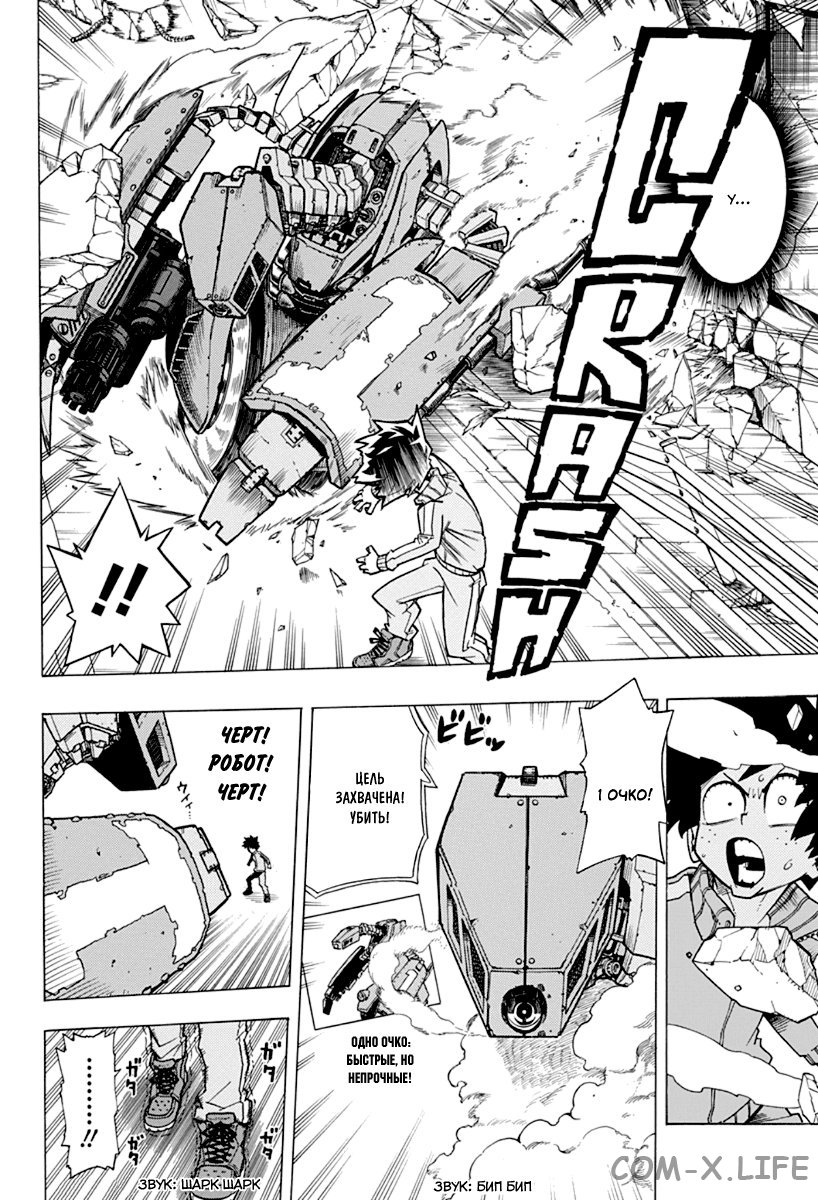 У...
CRASH
!!
1 ОЧКО!
ビビッ
ЦЕЛЬ
ЗАХВАЧЕНА!
УБИТЬ!
ОДНО ОЧКО:
БЫСТРЫЕ, НО
НЕПРОЧНЫЕ!
ЗВУК: БИП БИП
ЧЕРТ!
РОБОТ!
ЧЕРТ!
ガタ
ガタ
ガタ
ガタ
........!!
ЗВУК: ШАРК ШАРК
COM-X.LIFE